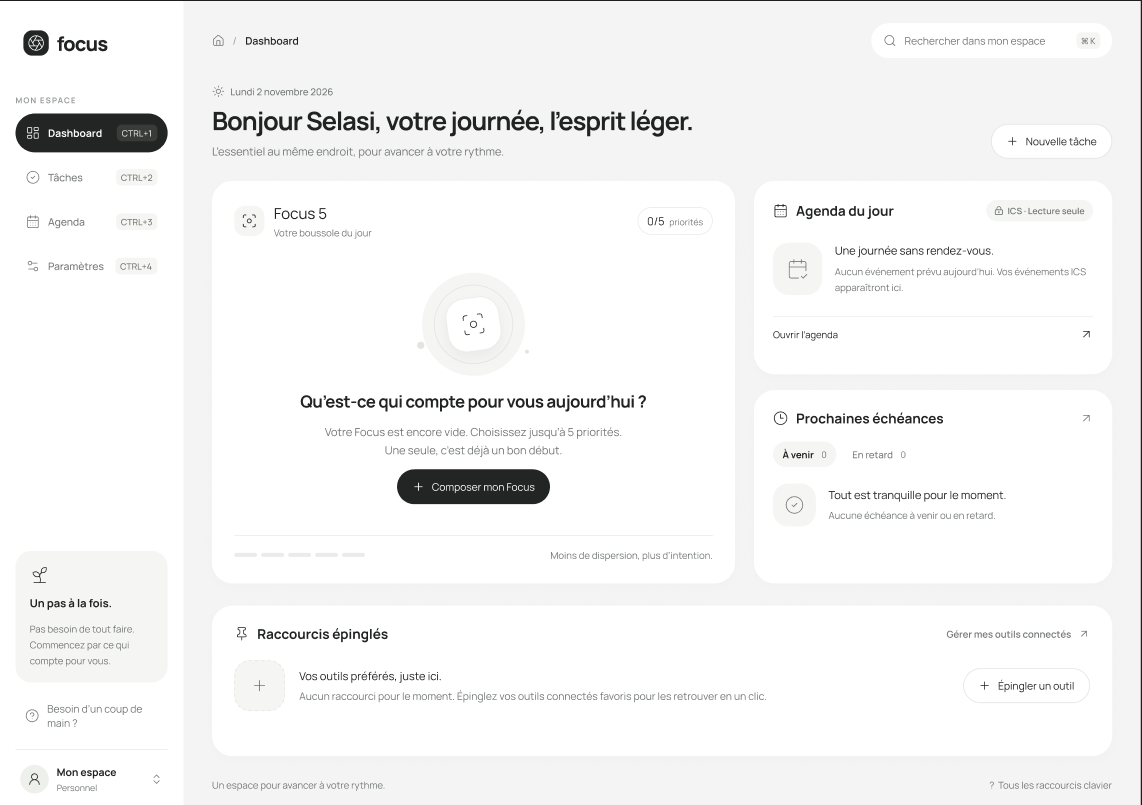 focus
MON ESPACE
Dashboard CTRL+1
Tâches CTRL+2
Agenda CTRL+3
Paramètres CTRL+4
Un pas à la fois.
Pas besoin de tout faire.
Commencez par ce qui
compte pour vous.
Besoin d'un coup de
main ?
Mon espace
Personnel
/ Dashboard
Rechercher dans mon espace ⌘K
Lundi 2 novembre 2026
Bonjour Selasi, votre journée, l'esprit léger.
L'essentiel au même endroit, pour avancer à votre rythme.
+ Nouvelle tâche
Focus 5
Votre boussole du jour
0/5 priorités
Qu'est-ce qui compte pour vous aujourd'hui ?
Votre Focus est encore vide. Choisissez jusqu'à 5 priorités.
Une seule, c'est déjà un bon début.
+ Composer mon Focus
Moins de dispersion, plus d'intention.
Agenda du jour ICS · Lecture seule
Une journée sans rendez-vous.
Aucun événement prévu aujourd'hui. Vos événements ICS
apparaîtront ici.
Ouvrir l'agenda
Prochaines échéances
À venir 0 En retard 0
Tout est tranquille pour le moment.
Aucune échéance à venir ou en retard.
Raccourcis épinglés Gérer mes outils connectés
Vos outils préférés, juste ici.
Aucun raccourci pour le moment. Épinglez vos outils connectés favoris pour les retrouver en un clic.
+ Épingler un outil
Un espace pour avancer à votre rythme.
? Tous les raccourcis clavier